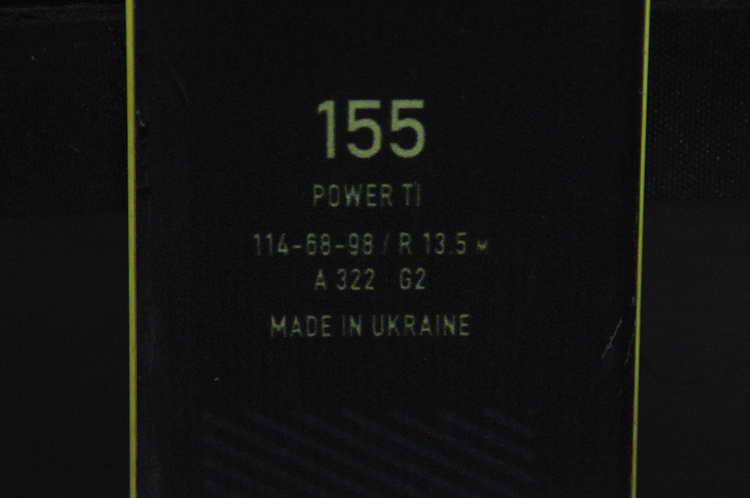 155
POWER TI
114-68-98 / R 13.5 M
A 322 G2
MADE IN UKRAINE